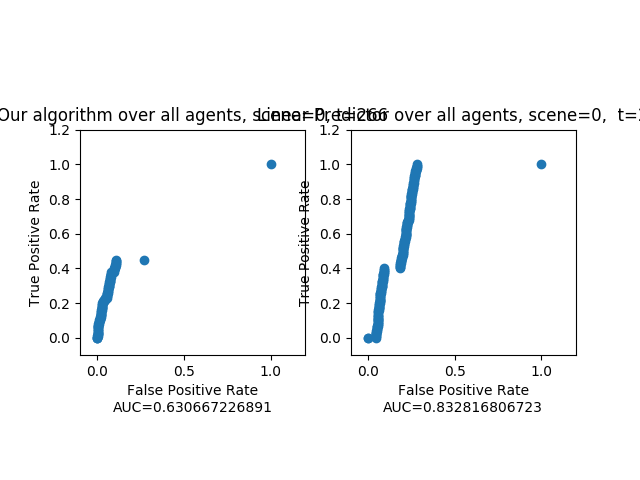 Our algorithm over all agents, scene=0, t=266
Linear Predictor over all agents, scene=0, t=2
1.2
1.0
0.8
0.6
0.4
0.2
0.0
True Positive Rate
0.0 0.5 1.0
False Positive Rate
AUC=0.630667226891
1.2
1.0
0.8
0.6
0.4
0.2
0.0
True Positive Rate
0.0 0.5 1.0
False Positive Rate
AUC=0.832816806723